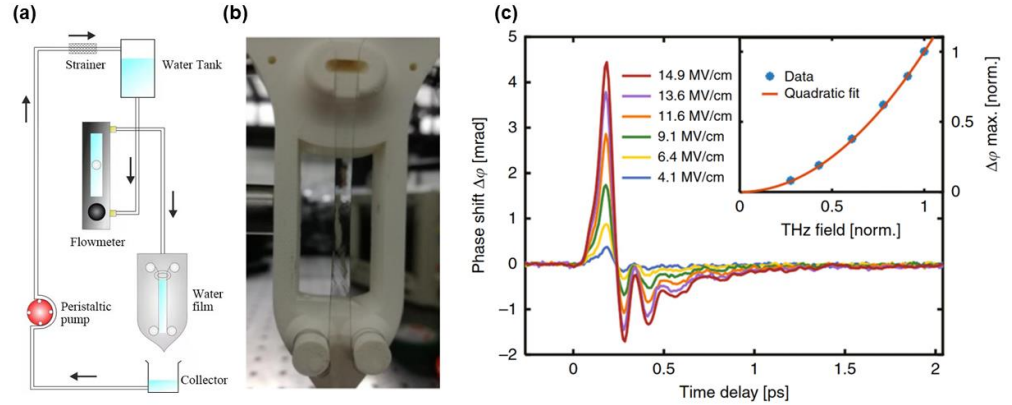 (a)
(b)
(c)
Strainer
Water Tank
Flowmeter
Peristaltic
pump
Water
film
Collector
5
4
3
2
1
0
−1
−2
Phase shift Δφ [mrad]
14.9 MV/cm
13.6 MV/cm
11.6 MV/cm
9.1 MV/cm
6.4 MV/cm
4.1 MV/cm
Data
Quadratic fit
1
0.5
0
Δφ max. [norm.]
0
0.5
1
THz field [norm.]
0
0.5
1
1.5
2
Time delay [ps]